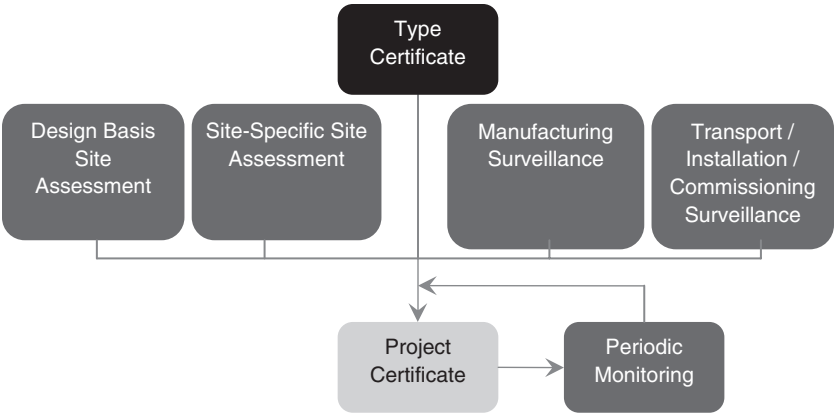 Type
Certificate
Design Basis
Site
Assessment
Site-Specific Site
Assessment
Manufacturing
Surveillance
Transport /
Installation /
Commissioning
Surveillance
Project
Certificate
Periodic
Monitoring